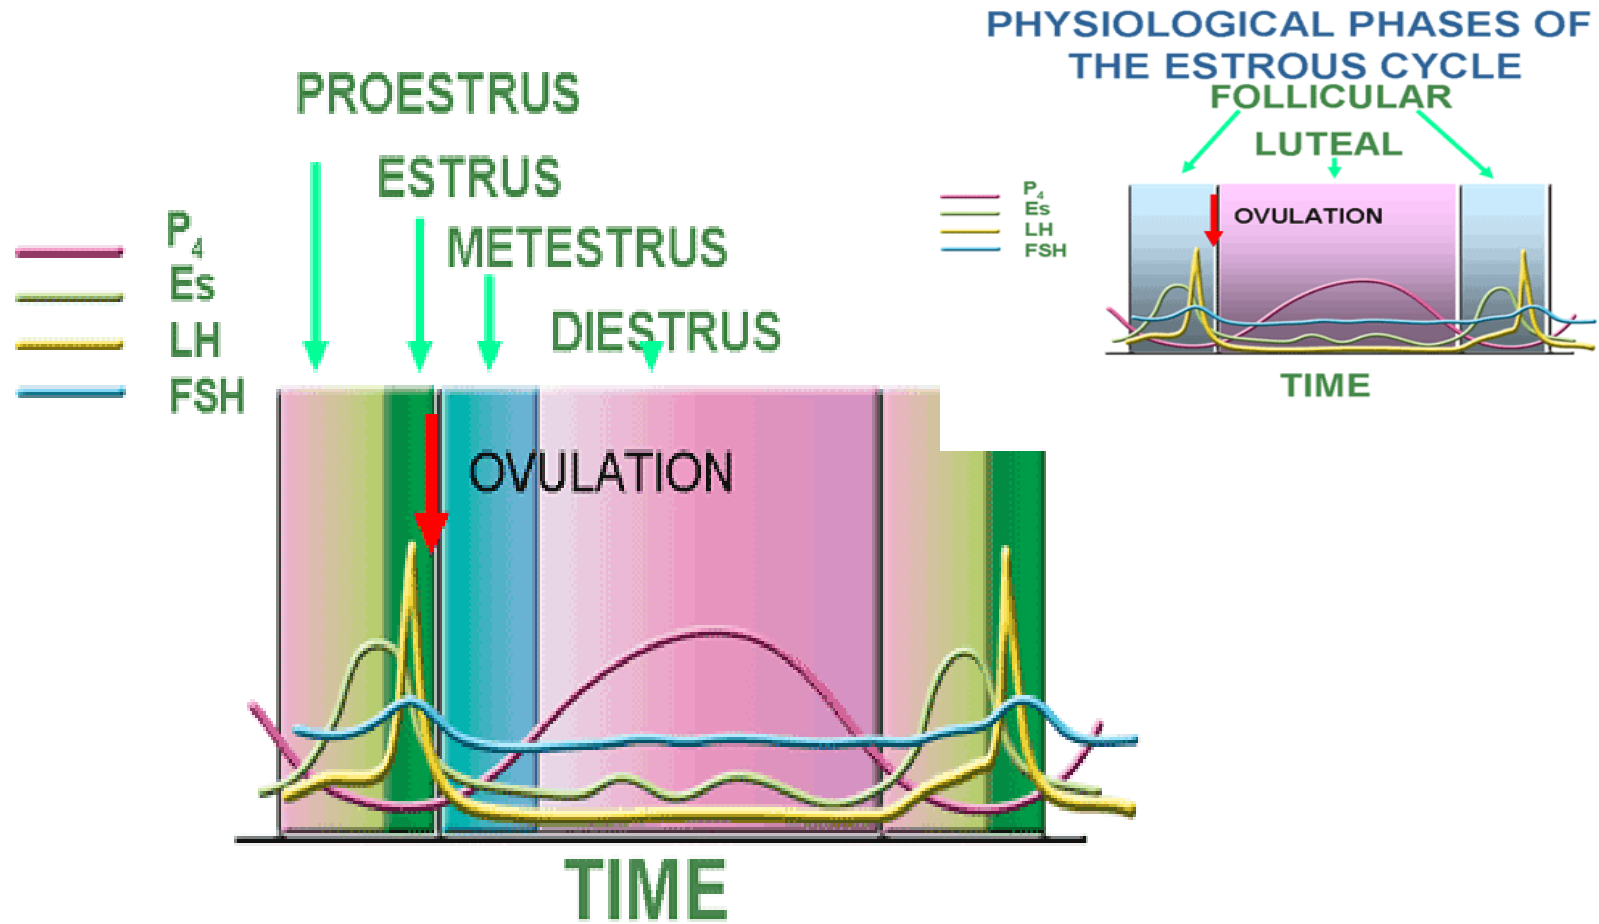 PHYSIOLOGICAL PHASES OF
THE ESTROUS CYCLE
FOLLICULAR
LUTEAL
P4
Es
LH
FSH
OVULATION
TIME
PROESTRUS
ESTRUS
METESTRUS
DIESTRUS
P4
Es
LH
FSH
OVULATION
TIME